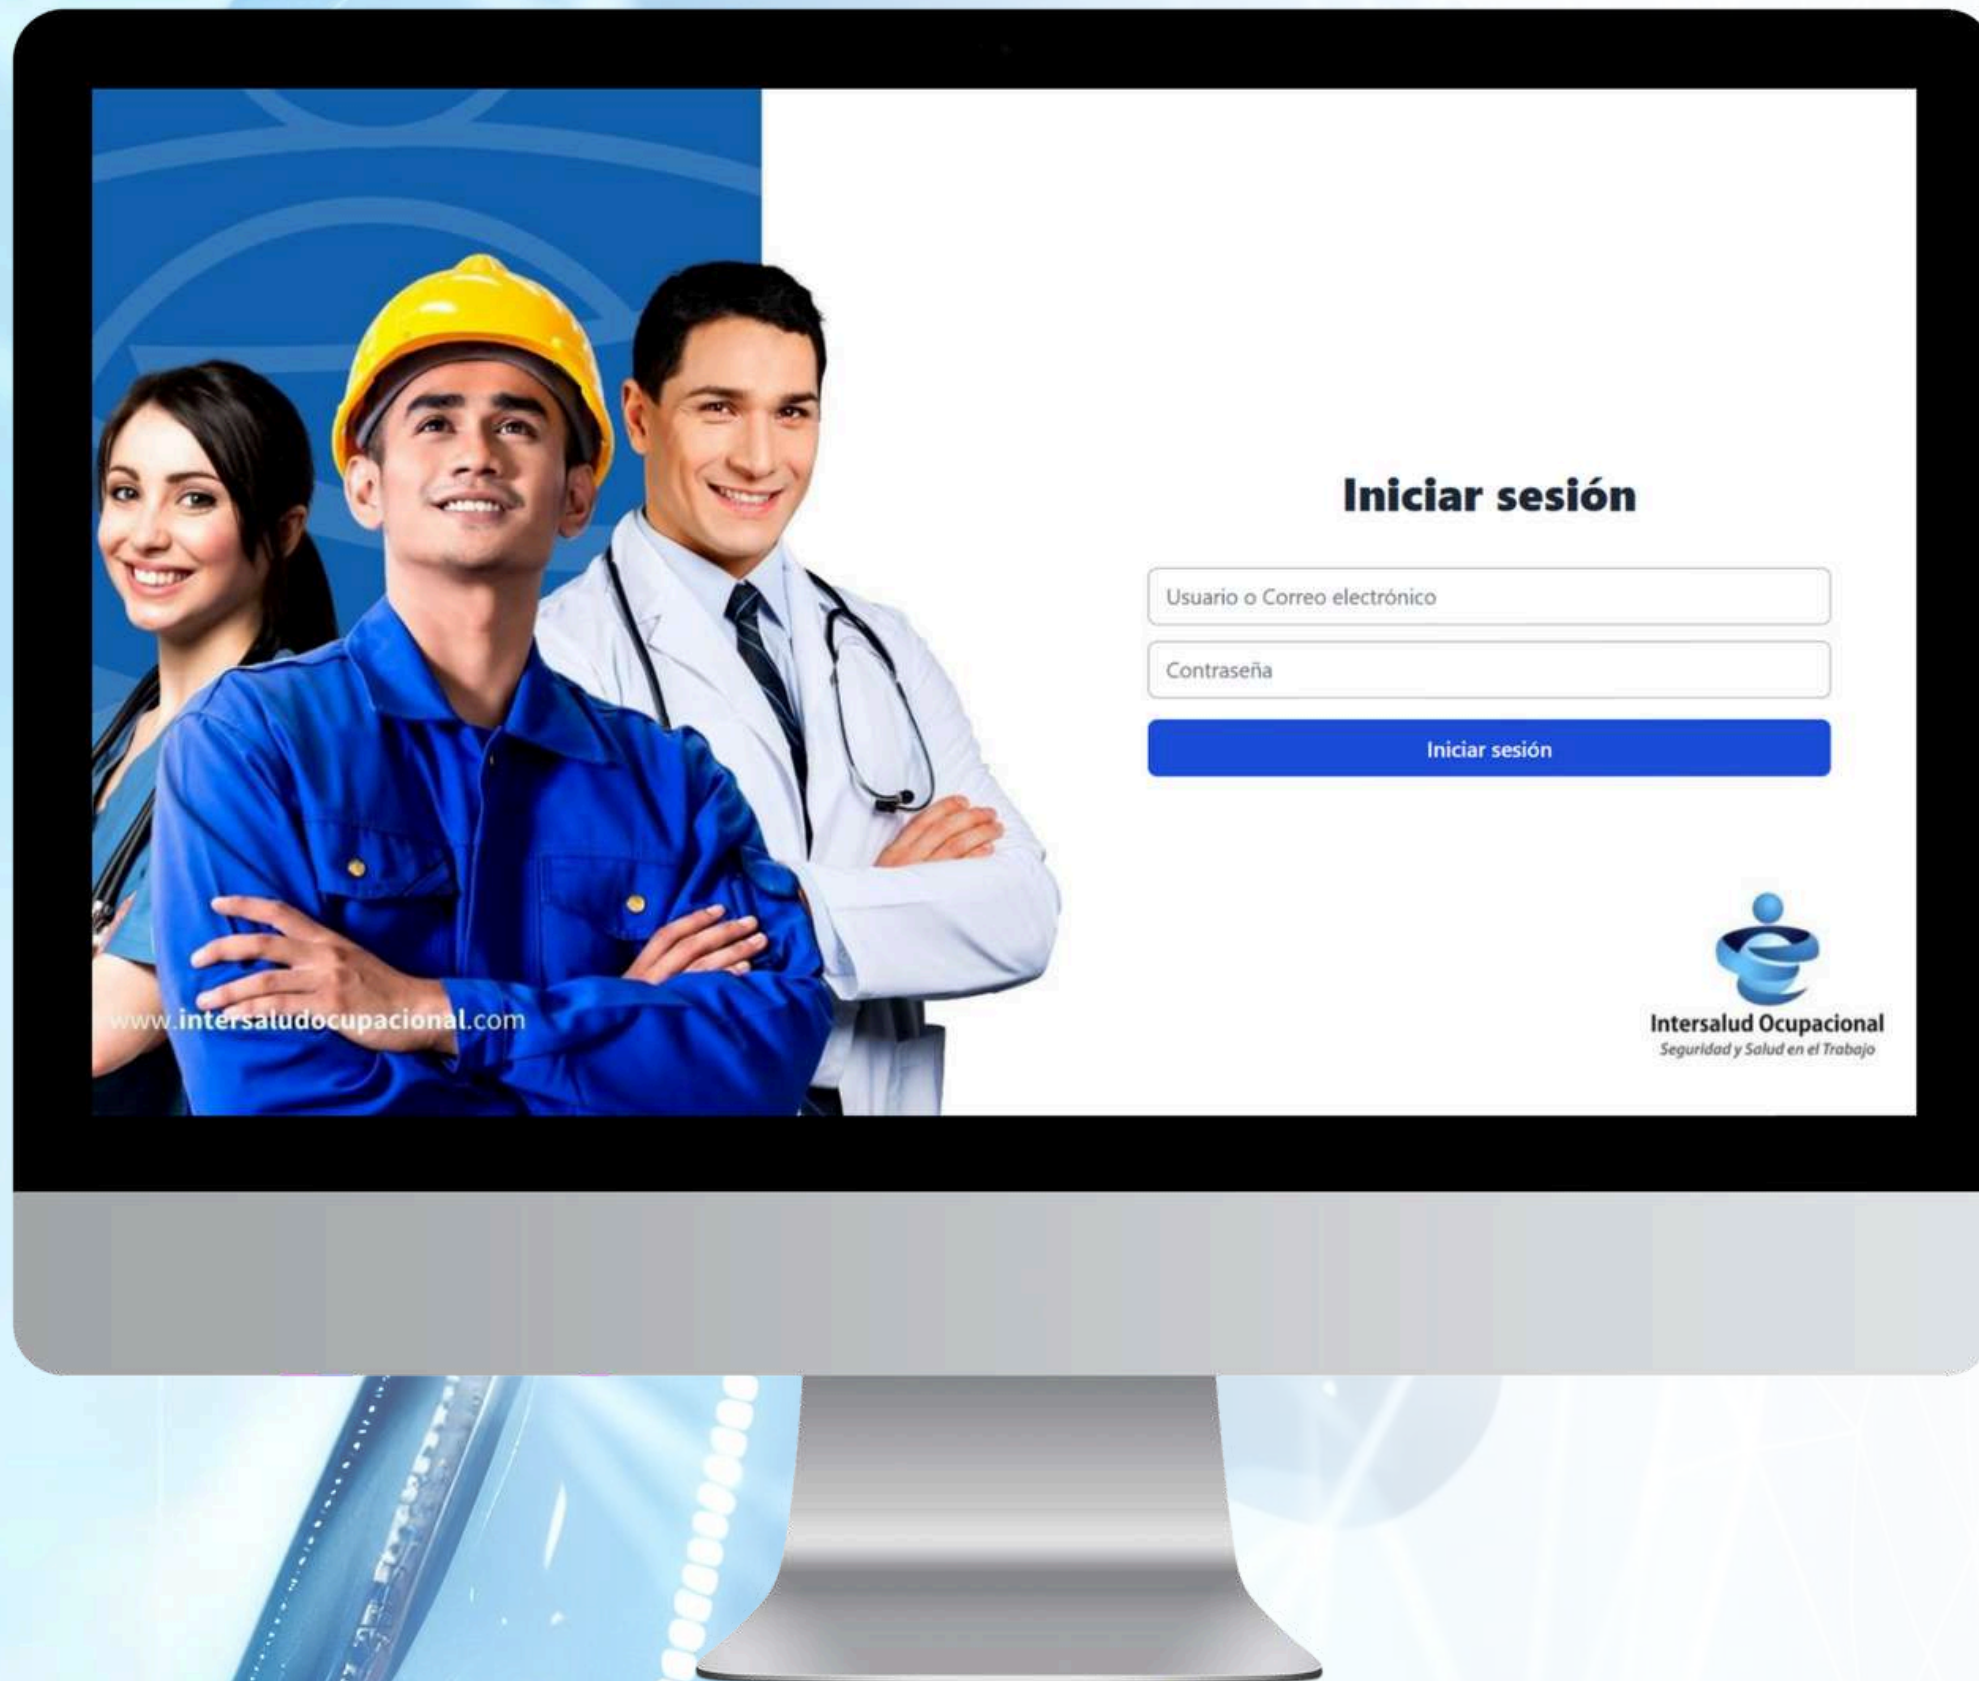 Iniciar sesión
Usuario o Correo electrónico
Contraseña
Iniciar sesión
www.intersaludocupacional.com
Intersalud Ocupacional
Seguridad y Salud en el Trabajo